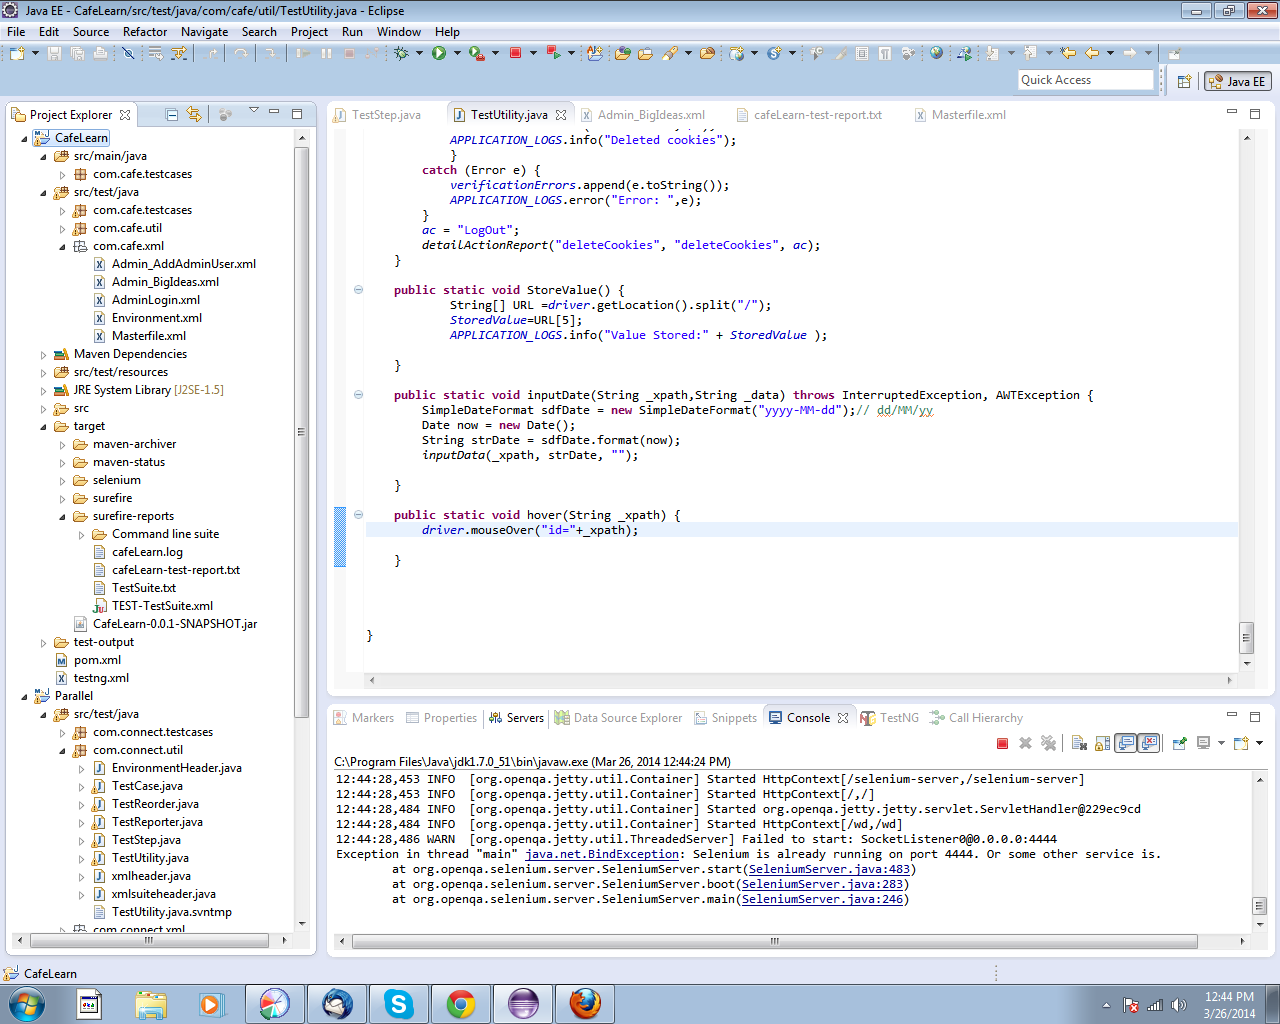 Java EE - CafeLearn/src/test/java/com/cafe/util/TestUtility.java - Eclipse
File Edit Source Refactor Navigate Search Project Run Window Help
Quick Access
Java EE
Project Explorer
CafeLearn
src/main/java
com.cafe.testcases
src/test/java
com.cafe.testcases
com.cafe.util
com.cafe.xml
Admin_AddAdminUser.xml
Admin_BigIdeas.xml
AdminLogin.xml
Environment.xml
Masterfile.xml
Maven Dependencies
src/test/resources
JRE System Library [J2SE-1.5]
src
target
maven-archiver
maven-status
selenium
surefire
surefire-reports
Command line suite
cafeLearn.log
cafeLearn-test-report.txt
TestSuite.txt
TEST-TestSuite.xml
CafeLearn-0.0.1-SNAPSHOT.jar
test-output
pom.xml
testng.xml
Parallel
src/test/java
com.connect.testcases
com.connect.util
EnvironmentHeader.java
TestCase.java
TestReorder.java
TestReporter.java
TestStep.java
TestUtility.java
xmlheader.java
xmlsuiteheader.java
TestUtility.java.svntmp
com.connect.xml
TestStep.java TestUtility.java Admin_BigIdeas.xml cafeLearn-test-report.txt Masterfile.xml
APPLICATION_LOGS.info("Deleted cookies");
}
catch (Error e) {
verificationErrors.append(e.toString());
APPLICATION_LOGS.error("Error: ",e);
}
ac = "LogOut";
detailActionReport("deleteCookies", "deleteCookies", ac);
}
public static void StoreValue() {
String[] URL =driver.getLocation().split("/");
StoredValue=URL[5];
APPLICATION_LOGS.info("Value Stored:" + StoredValue );
}
public static void inputDate(String _xpath,String _data) throws InterruptedException, AWTException {
SimpleDateFormat sdfDate = new SimpleDateFormat("yyyy-MM-dd");// dd/MM/yy
Date now = new Date();
String strDate = sdfDate.format(now);
inputData(_xpath, strDate, "");
}
public static void hover(String _xpath) {
driver.mouseOver("id="+_xpath);
}
}
Markers Properties Servers Data Source Explorer Snippets Console TestNG Call Hierarchy
C:\Program Files\Java\jdk1.7.0_51\bin\javaw.exe (Mar 26, 2014 12:44:24 PM)
12:44:28,453 INFO [org.openqa.jetty.util.Container] Started HttpContext[/selenium-server,/selenium-server]
12:44:28,453 INFO [org.openqa.jetty.util.Container] Started HttpContext[/,/]
12:44:28,484 INFO [org.openqa.jetty.util.Container] Started org.openqa.jetty.jetty.servlet.ServletHandler@229ec9cd
12:44:28,484 INFO [org.openqa.jetty.util.Container] Started HttpContext[/wd,/wd]
12:44:28,486 WARN [org.openqa.jetty.util.ThreadedServer] Failed to start: SocketListener0@0.0.0.0:4444
Exception in thread "main" java.net.BindException: Selenium is already running on port 4444. Or some other service is.
at org.openqa.selenium.server.SeleniumServer.start(SeleniumServer.java:483)
at org.openqa.selenium.server.SeleniumServer.boot(SeleniumServer.java:283)
at org.openqa.selenium.server.SeleniumServer.main(SeleniumServer.java:246)
CafeLearn
12:44 PM
3/26/2014